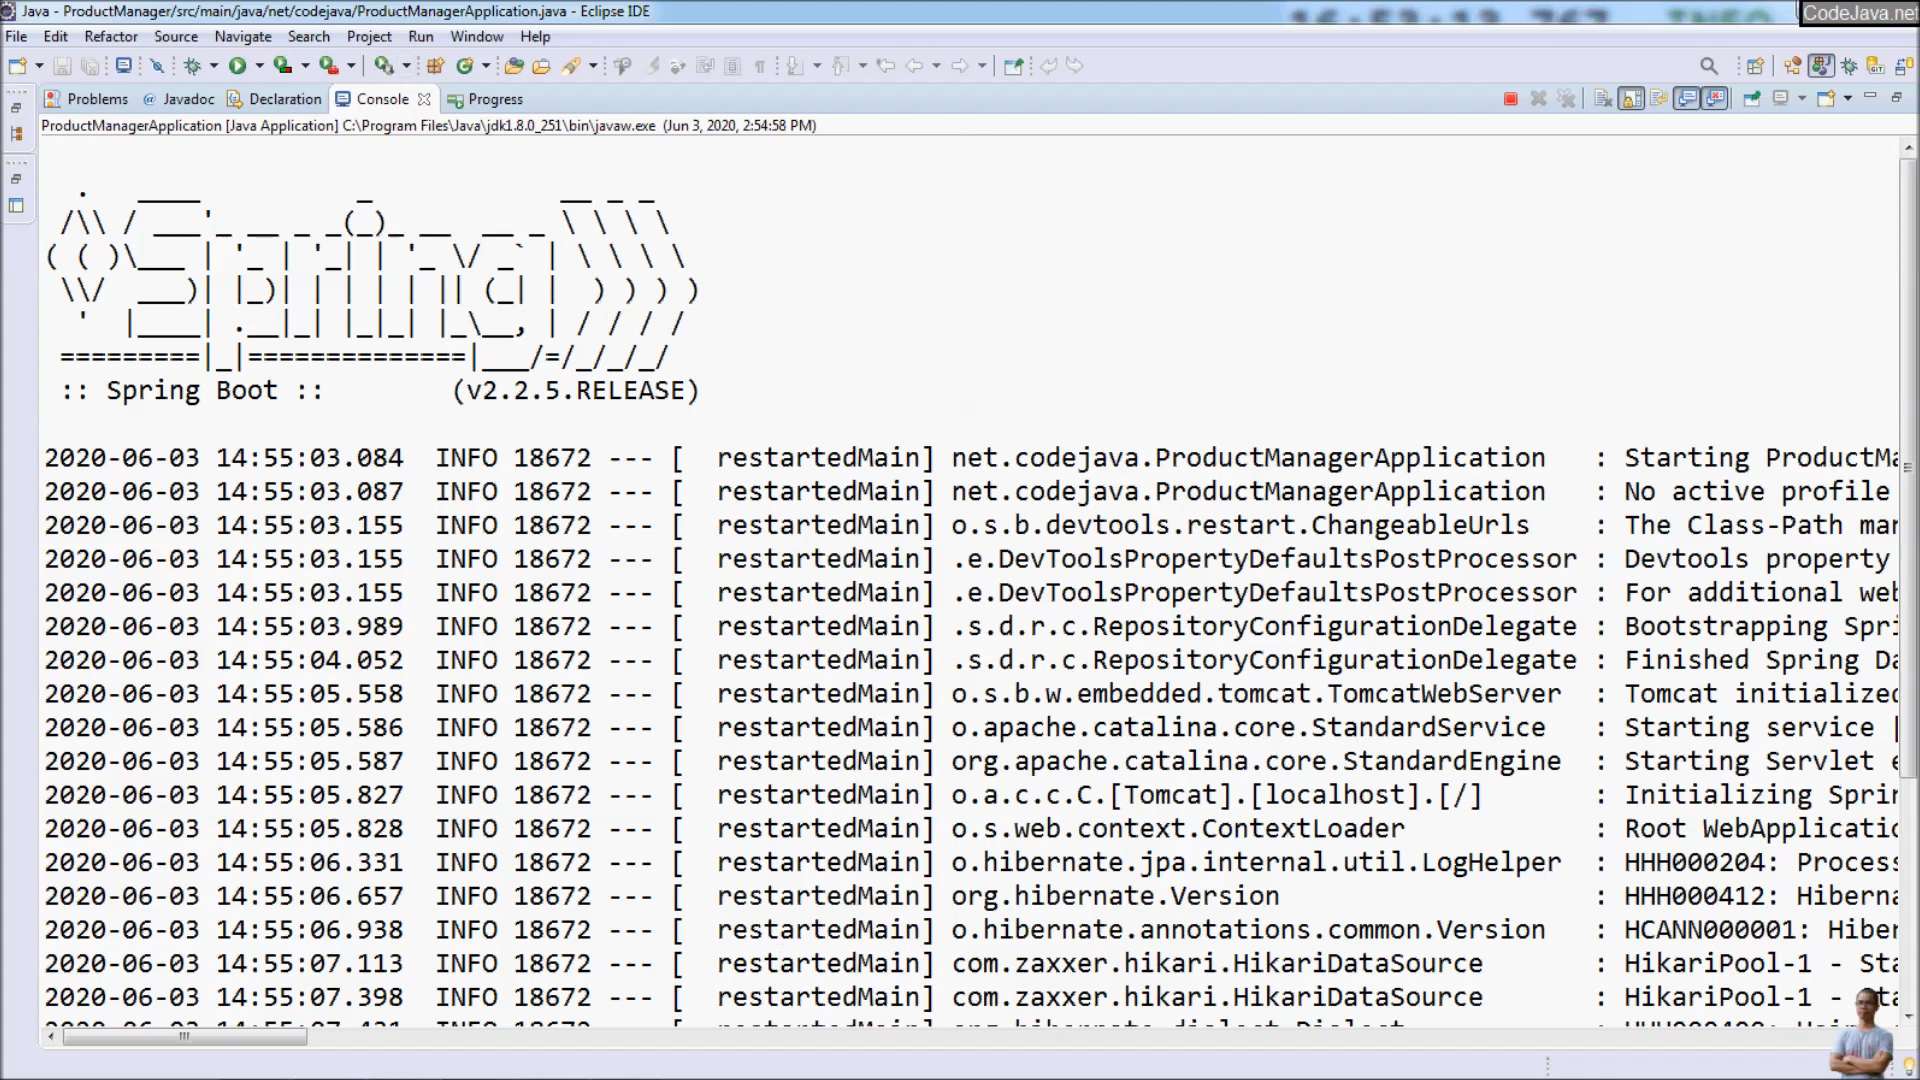 Java - ProductManager/src/main/java/net/codejava/ProductManagerApplication.java - Eclipse IDE
CodeJava.net
File Edit Refactor Source Navigate Search Project Run Window Help
Problems @ Javadoc Declaration Console Progress
ProductManagerApplication [Java Application] C:\Program Files\Java\jdk1.8.0_251\bin\javaw.exe (Jun 3, 2020, 2:54:58 PM)
  .   ____          _            __ _ _
 /\\ / ___'_ __ _ _(_)_ __  __ _ \ \ \ \
( ( )\___ | '_ | '_| | '_ \/ _` | \ \ \ \
 \\/  ___)| |_)| | | | | || (_| |  ) ) ) )
  '  |____| .__|_| |_|_| |_\__, | / / / /
 =========|_|==============|___/=/_/_/_/
:: Spring Boot :: (v2.2.5.RELEASE)
2020-06-03 14:55:03.084 INFO 18672 --- [ restartedMain] net.codejava.ProductManagerApplication : Starting ProductMa
2020-06-03 14:55:03.087 INFO 18672 --- [ restartedMain] net.codejava.ProductManagerApplication : No active profile
2020-06-03 14:55:03.155 INFO 18672 --- [ restartedMain] o.s.b.devtools.restart.ChangeableUrls : The Class-Path man
2020-06-03 14:55:03.155 INFO 18672 --- [ restartedMain] .e.DevToolsPropertyDefaultsPostProcessor : Devtools property
2020-06-03 14:55:03.155 INFO 18672 --- [ restartedMain] .e.DevToolsPropertyDefaultsPostProcessor : For additional web
2020-06-03 14:55:03.989 INFO 18672 --- [ restartedMain] .s.d.r.c.RepositoryConfigurationDelegate : Bootstrapping Spri
2020-06-03 14:55:04.052 INFO 18672 --- [ restartedMain] .s.d.r.c.RepositoryConfigurationDelegate : Finished Spring Da
2020-06-03 14:55:05.558 INFO 18672 --- [ restartedMain] o.s.b.w.embedded.tomcat.TomcatWebServer : Tomcat initialized
2020-06-03 14:55:05.586 INFO 18672 --- [ restartedMain] o.apache.catalina.core.StandardService : Starting service [
2020-06-03 14:55:05.587 INFO 18672 --- [ restartedMain] org.apache.catalina.core.StandardEngine : Starting Servlet e
2020-06-03 14:55:05.827 INFO 18672 --- [ restartedMain] o.a.c.c.C.[Tomcat].[localhost].[/] : Initializing Sprin
2020-06-03 14:55:05.828 INFO 18672 --- [ restartedMain] o.s.web.context.ContextLoader : Root WebApplicatio
2020-06-03 14:55:06.331 INFO 18672 --- [ restartedMain] o.hibernate.jpa.internal.util.LogHelper : HHH000204: Process
2020-06-03 14:55:06.657 INFO 18672 --- [ restartedMain] org.hibernate.Version : HHH000412: Hiberna
2020-06-03 14:55:06.938 INFO 18672 --- [ restartedMain] o.hibernate.annotations.common.Version : HCANN000001: Hiber
2020-06-03 14:55:07.113 INFO 18672 --- [ restartedMain] com.zaxxer.hikari.HikariDataSource : HikariPool-1 - Sta
2020-06-03 14:55:07.398 INFO 18672 --- [ restartedMain] com.zaxxer.hikari.HikariDataSource : HikariPool-1 - Sta